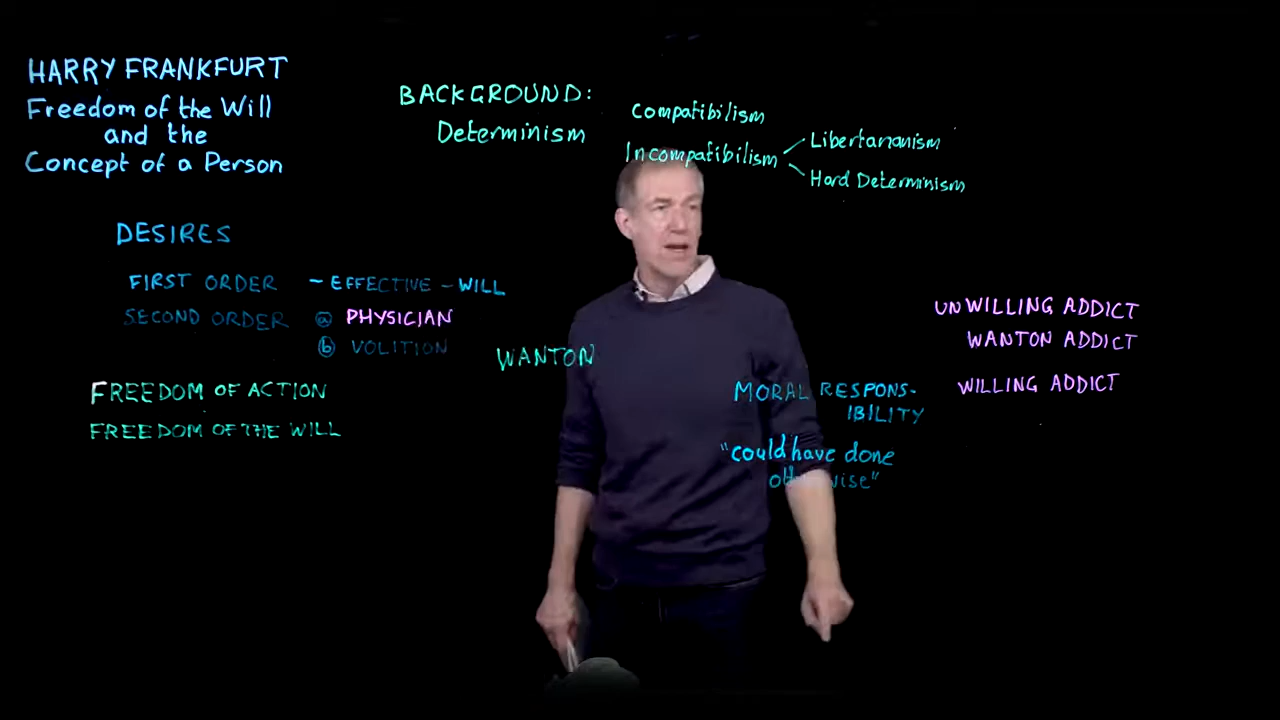 HARRY FRANKFURT
Freedom of the Will
and the
Concept of a Person
BACKGROUND:
Determinism
Compatibilism
Incompatibilism
Libertarianism
Hard Determinism
DESIRES
FIRST ORDER - EFFECTIVE - WILL
SECOND ORDER ⓐ PHYSICIAN
ⓑ VOLITION
WANTON
FREEDOM OF ACTION
FREEDOM OF THE WILL
MORAL RESPONS-
IBILITY
"could have done
otherwise"
UNWILLING ADDICT
WANTON ADDICT
WILLING ADDICT